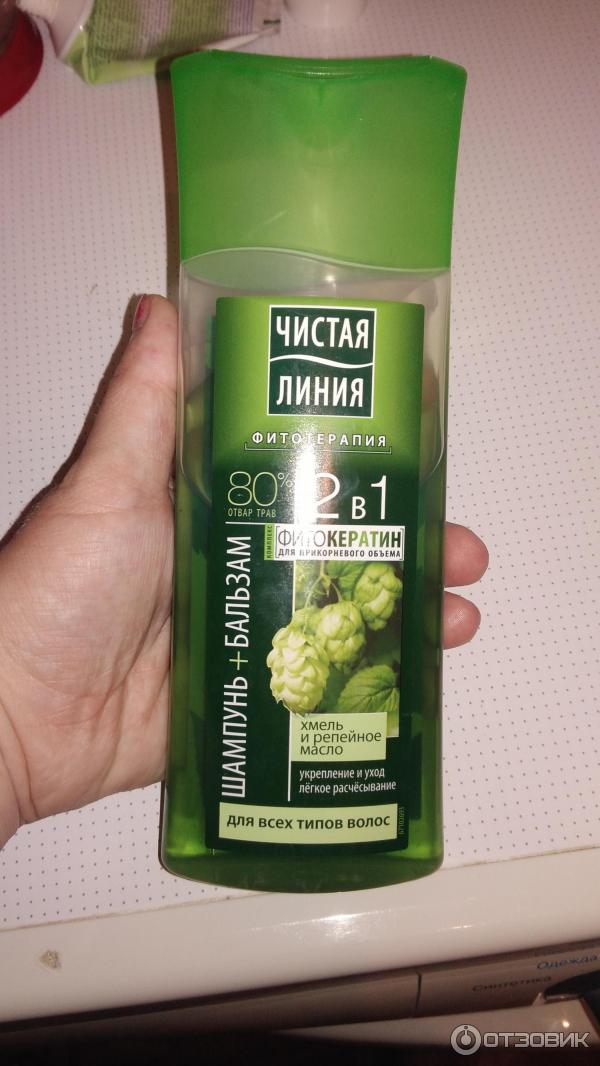 ЧИСТАЯ
ЛИНИЯ
ФИТОТЕРАПИЯ
80%
ОТВАР ТРАВ
2 в 1
КОМПЛЕКС
ФИТОКЕРАТИН
ДЛЯ ПРИКОРНЕВОГО ОБЪЕМА
ШАМПУНЬ + БАЛЬЗАМ
хмель
и репейное
масло
укрепление и уход
лёгкое расчёсывание
для всех типов волос
Одежда
Синтетика
ОТЗОВИК